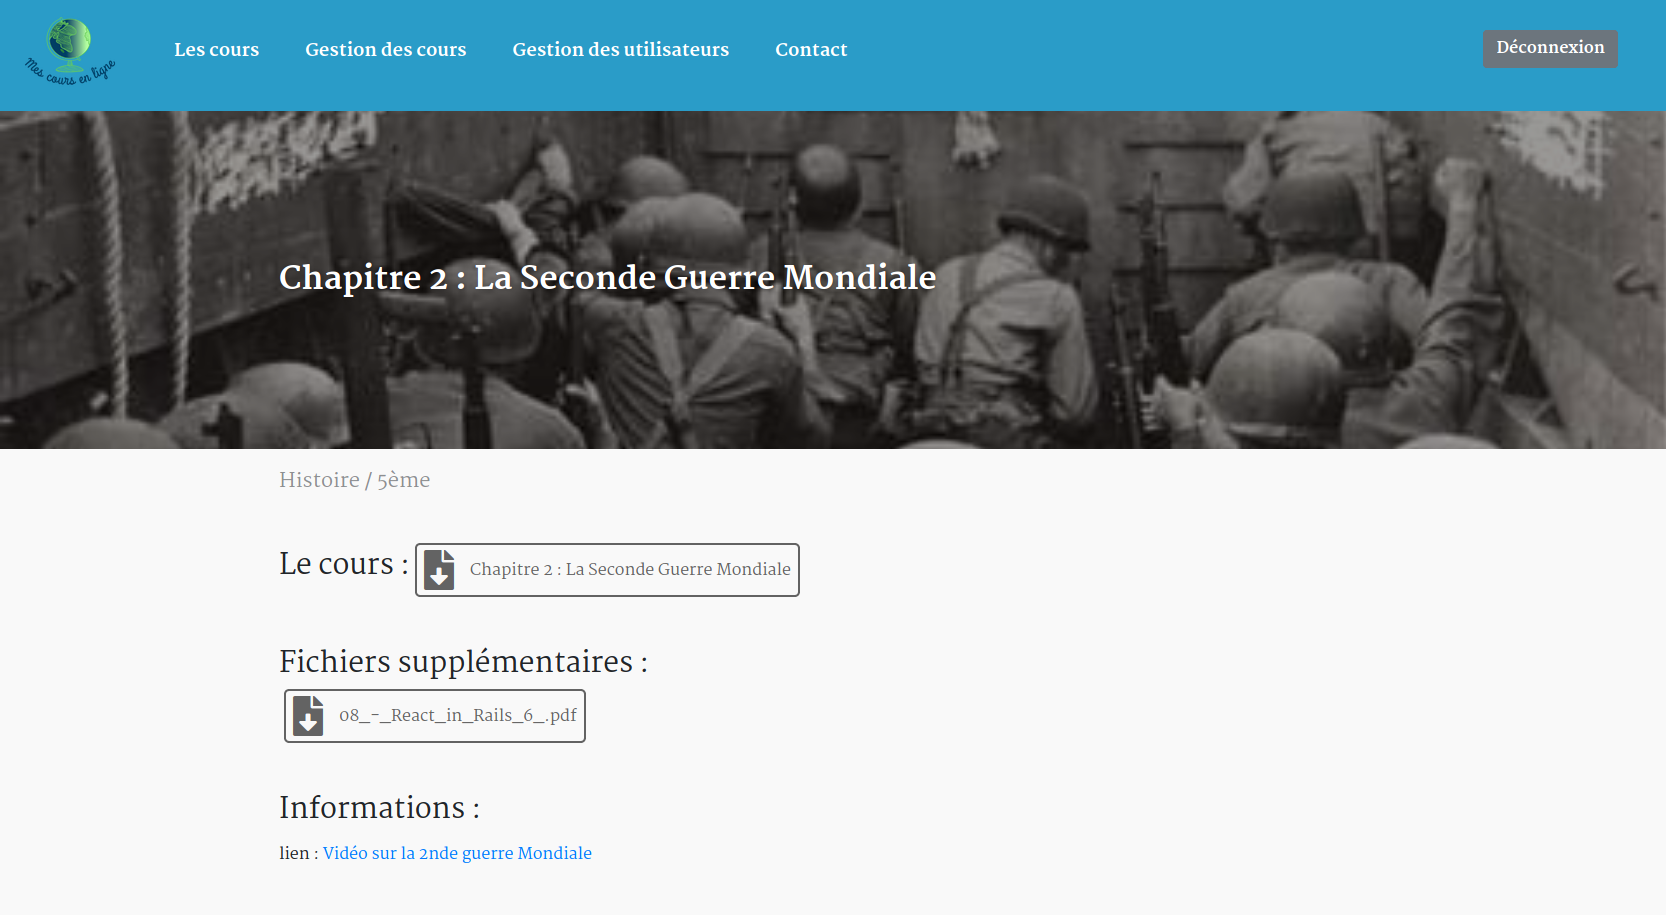 Mes cours en ligne
Les cours
Gestion des cours
Gestion des utilisateurs
Contact
Déconnexion
Chapitre 2 : La Seconde Guerre Mondiale
Histoire / 5ème
Le cours :
Chapitre 2 : La Seconde Guerre Mondiale
Fichiers supplémentaires :
08_-_React_in_Rails_6_.pdf
Informations :
lien : Vidéo sur la 2nde guerre Mondiale